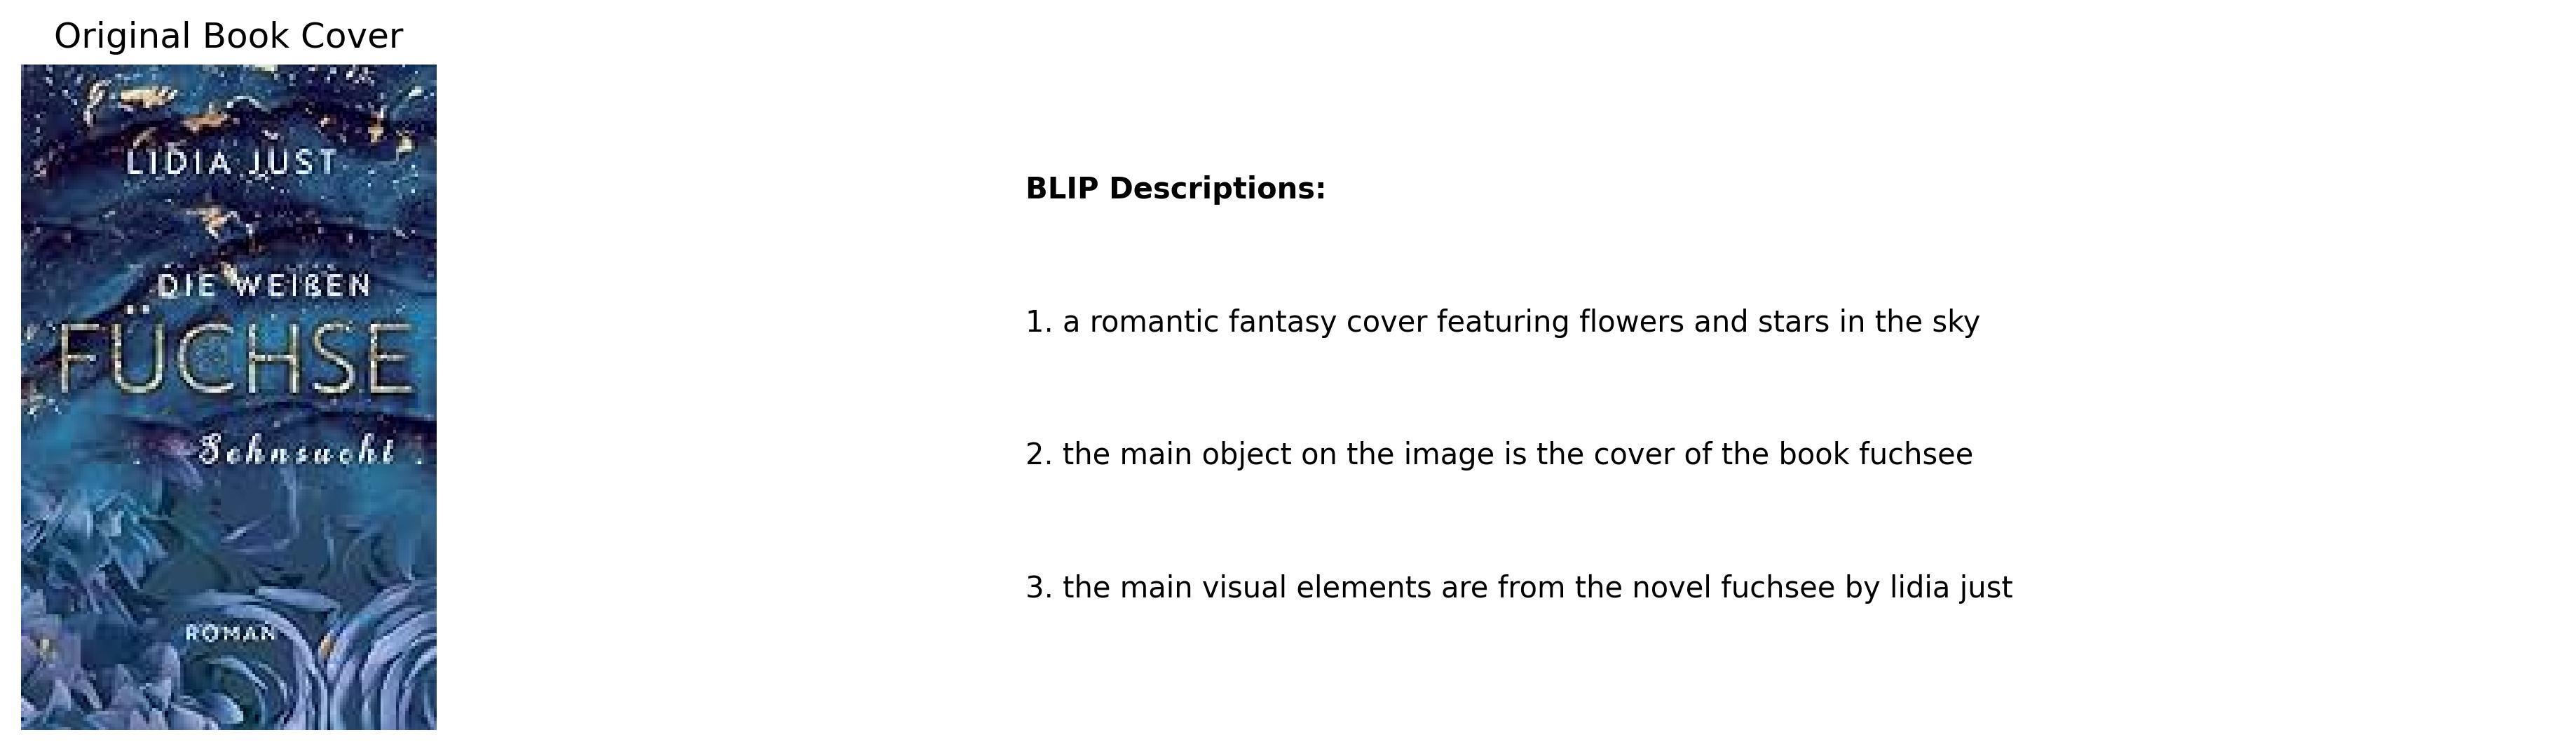 Original Book Cover
LIDIA JUST
DIE WEIßEN
FÜCHSE
Sehnsucht
ROMAN
BLIP Descriptions:
1. a romantic fantasy cover featuring flowers and stars in the sky
2. the main object on the image is the cover of the book fuchsee
3. the main visual elements are from the novel fuchsee by lidia just